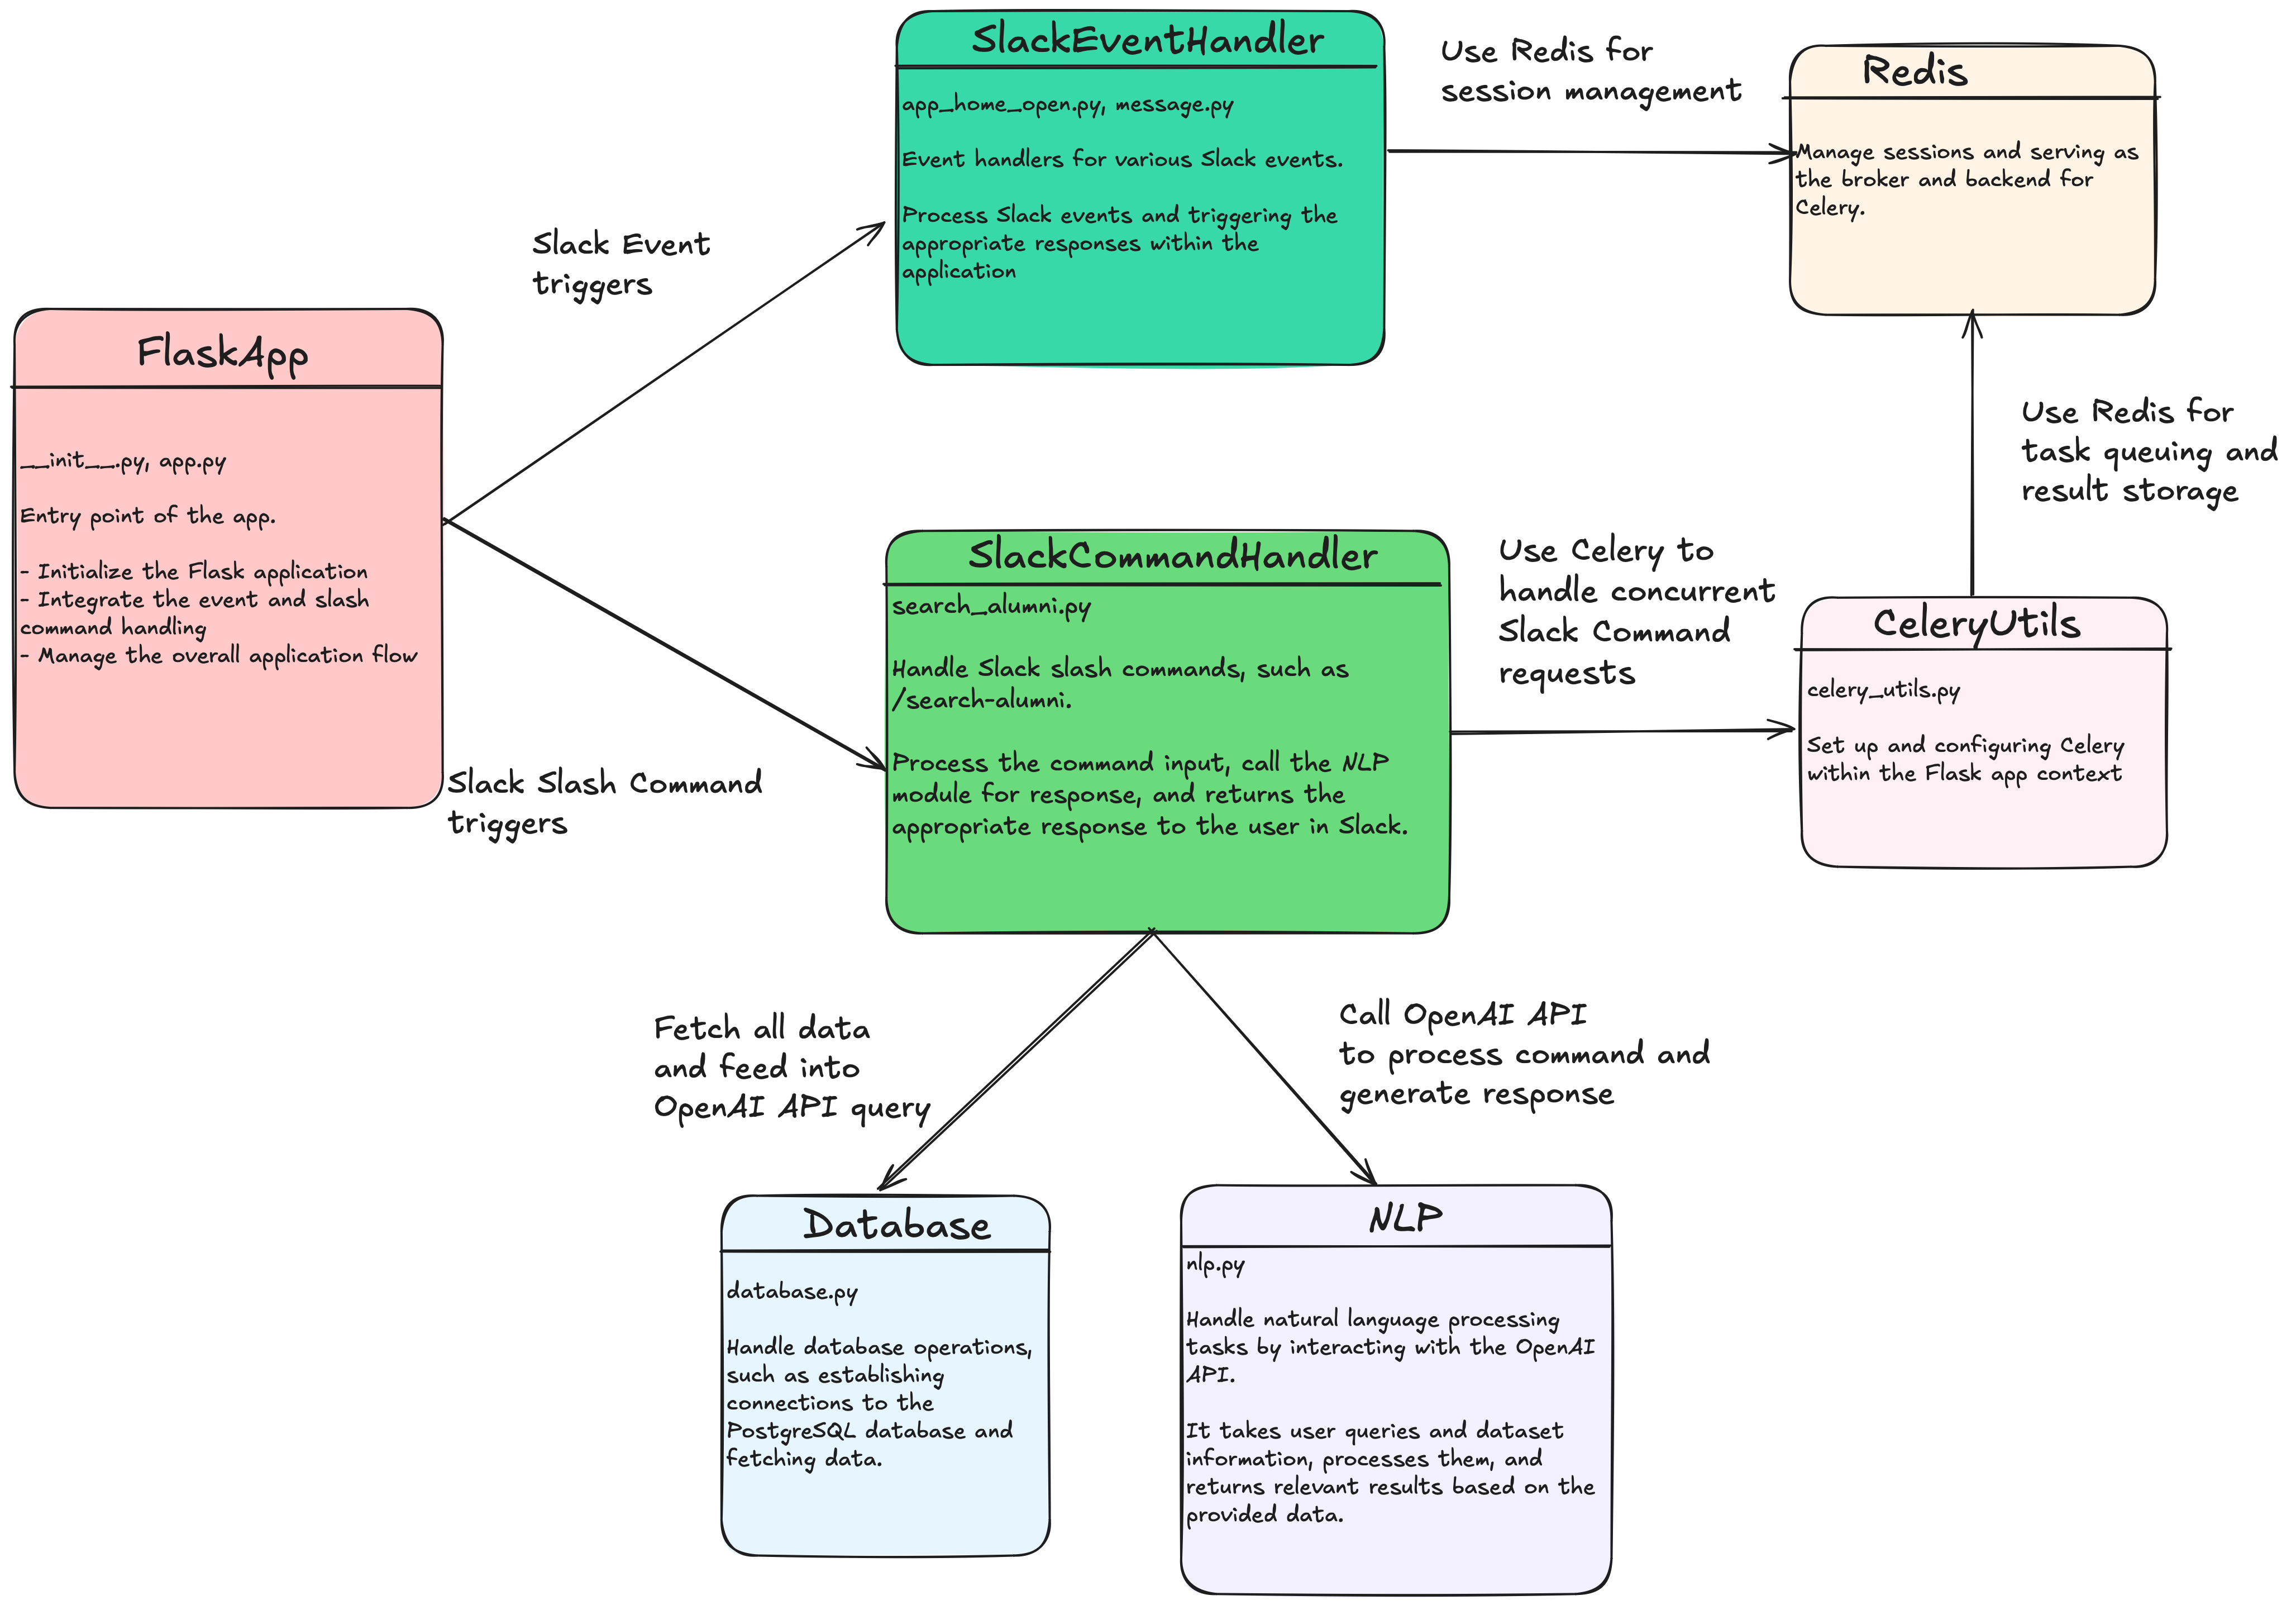 SlackEventHandler
app_home_open.py, message.py
Event handlers for various Slack events.
Process Slack events and triggering the
appropriate responses within the
application
Use Redis for
session management
Redis
Manage sessions and serving as
the broker and backend for
Celery.
Slack Event
triggers
FlaskApp
__init__.py, app.py
Entry point of the app.
- Initialize the Flask application
- Integrate the event and slash
command handling
- Manage the overall application flow
Slack Slash Command
triggers
SlackCommandHandler
search_alumni.py
Handle Slack slash commands, such as
/search-alumni.
Process the command input, call the NLP
module for response, and returns the
appropriate response to the user in Slack.
Use Celery to
handle concurrent
Slack Command
requests
Use Redis for
task queuing and
result storage
CeleryUtils
celery_utils.py
Set up and configuring Celery
within the Flask app context
Fetch all data
and feed into
OpenAI API query
Call OpenAI API
to process command and
generate response
Database
database.py
Handle database operations,
such as establishing
connections to the
PostgreSQL database and
fetching data.
NLP
nlp.py
Handle natural language processing
tasks by interacting with the OpenAI
API.
It takes user queries and dataset
information, processes them, and
returns relevant results based on the
provided data.